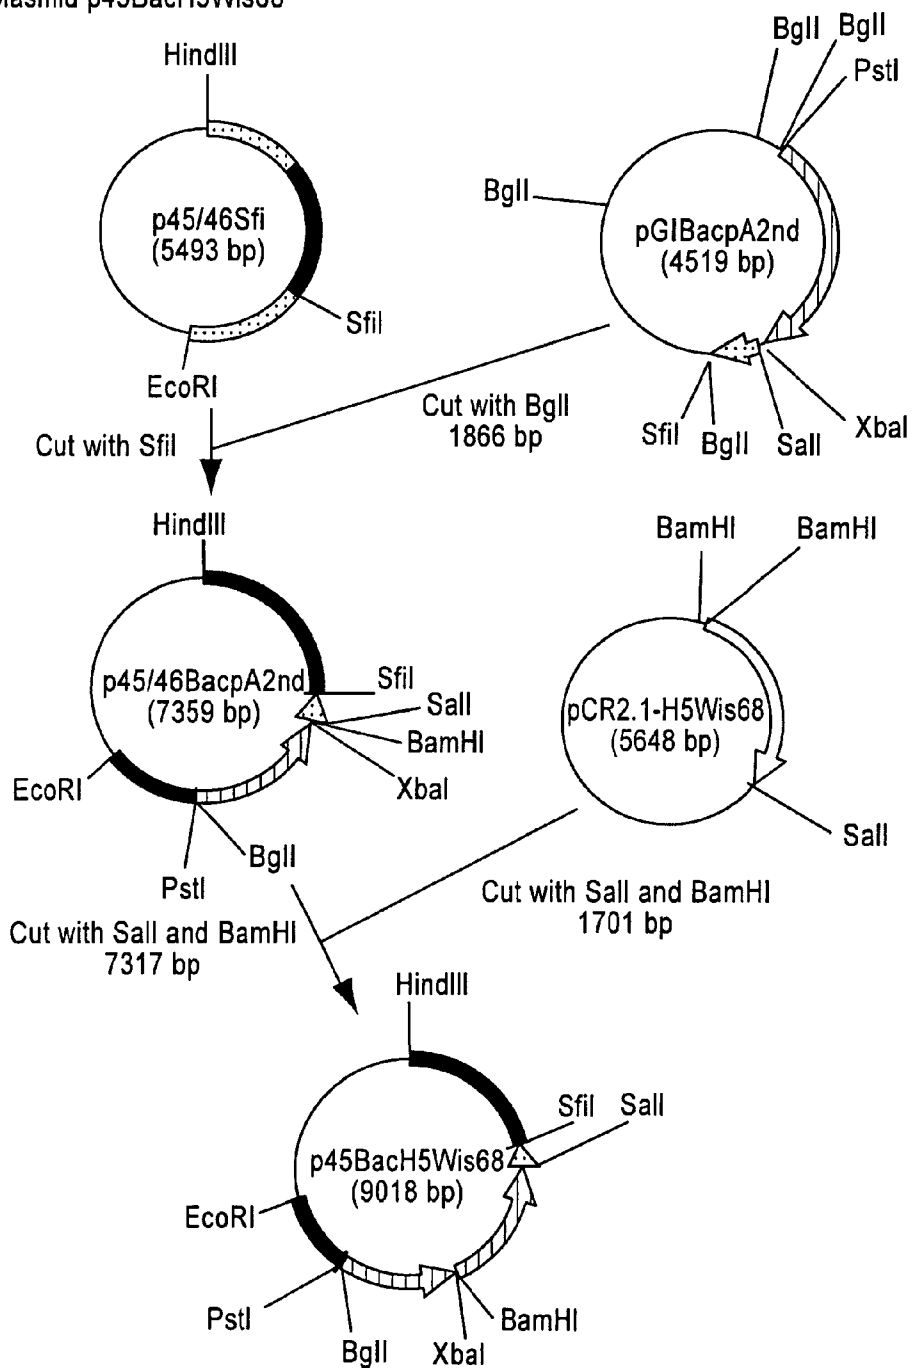 Plasmid p45BacH5Wis68
HindIII
p45/46Sfi
(5493 bp)
SfiI
EcoRI
BglI
BglI
PstI
BglI
pGIBacpA2nd
(4519 bp)
XbaI
SalI
BglI
SfiI
Cut with BglI
1866 bp
Cut with SfiI
HindIII
p45/46BacpA2nd
(7359 bp)
SfiI
SalI
BamHI
XbaI
EcoRI
BglI
PstI
BamHI
BamHI
pCR2.1-H5Wis68
(5648 bp)
SalI
Cut with SalI and BamHI
1701 bp
Cut with SalI and BamHI
7317 bp
HindIII
SfiI
SalI
p45BacH5Wis68
(9018 bp)
EcoRI
PstI
BglI
XbaI
BamHI